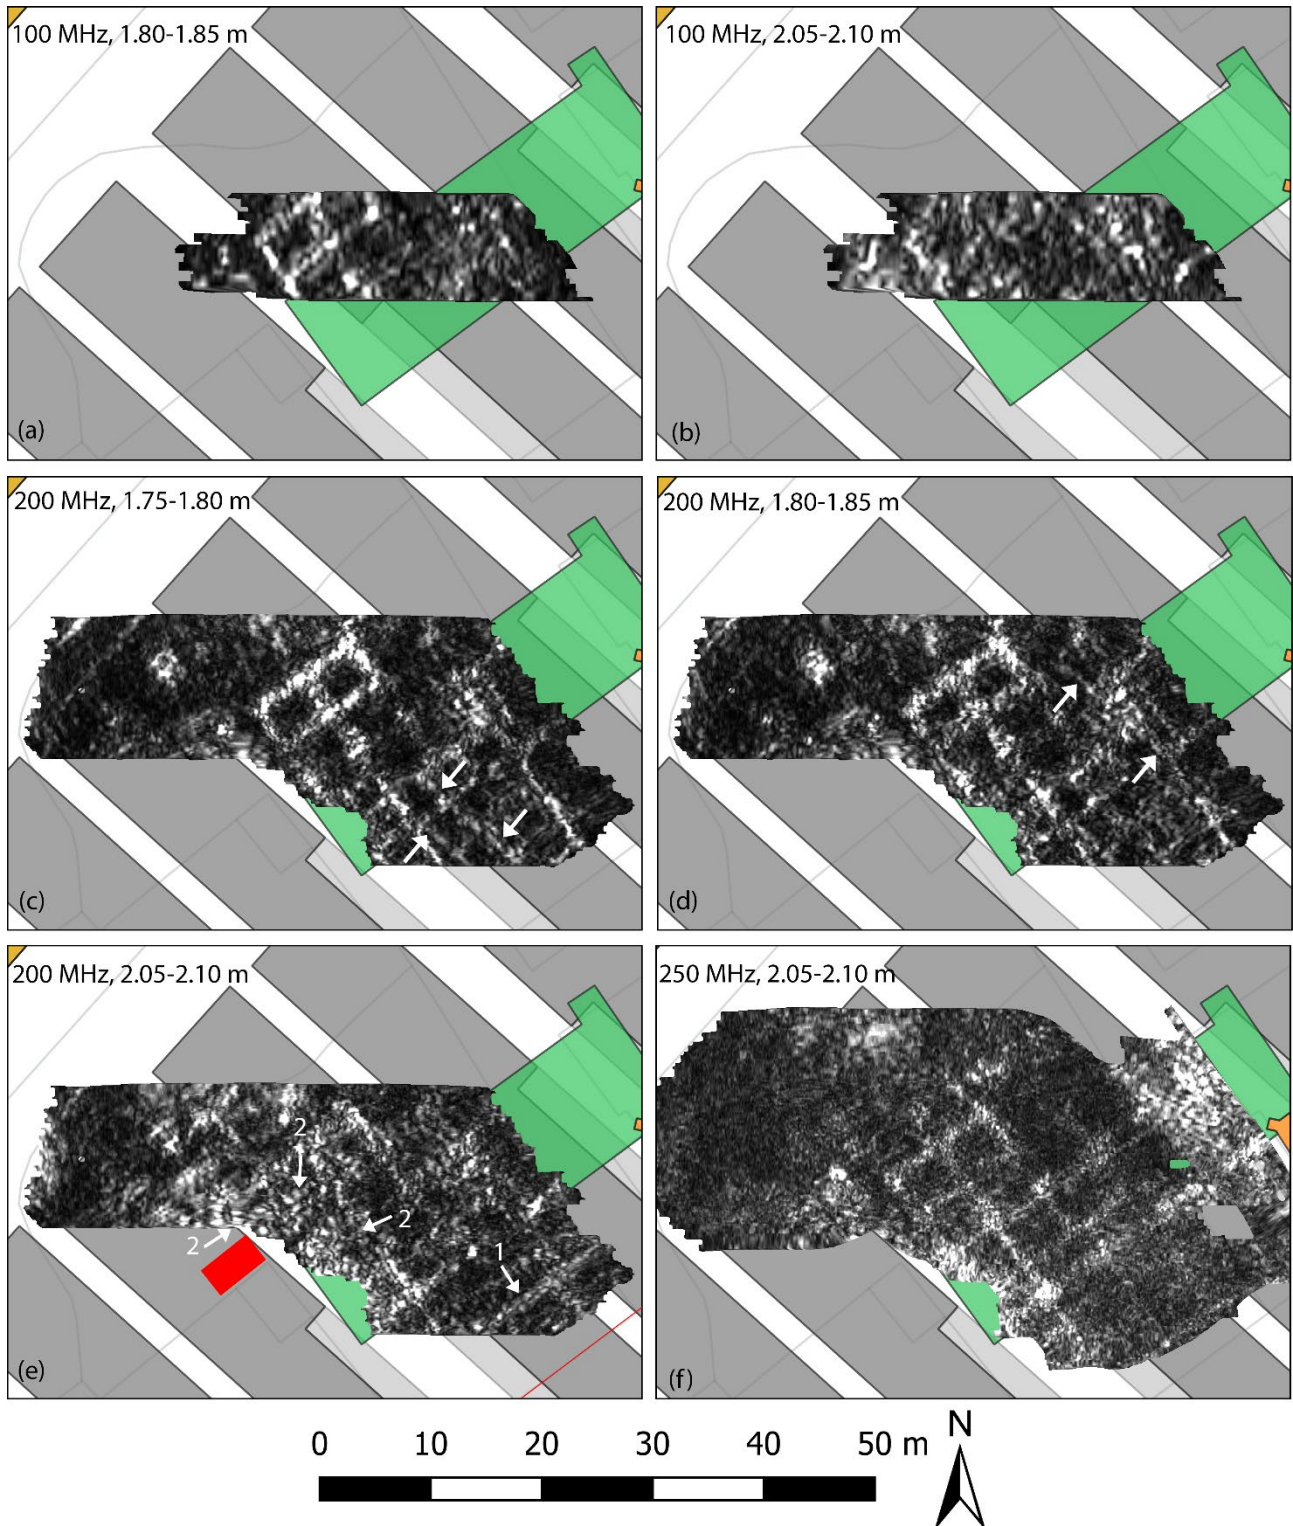 100 MHz, 1.80-1.85 m
100 MHz, 2.05-2.10 m
(a)
(b)
200 MHz, 1.75-1.80 m
200 MHz, 1.80-1.85 m
(c)
(d)
200 MHz, 2.05-2.10 m
250 MHz, 2.05-2.10 m
2
2
2
1
(e)
(f)
0 10 20 30 40 50 m
N